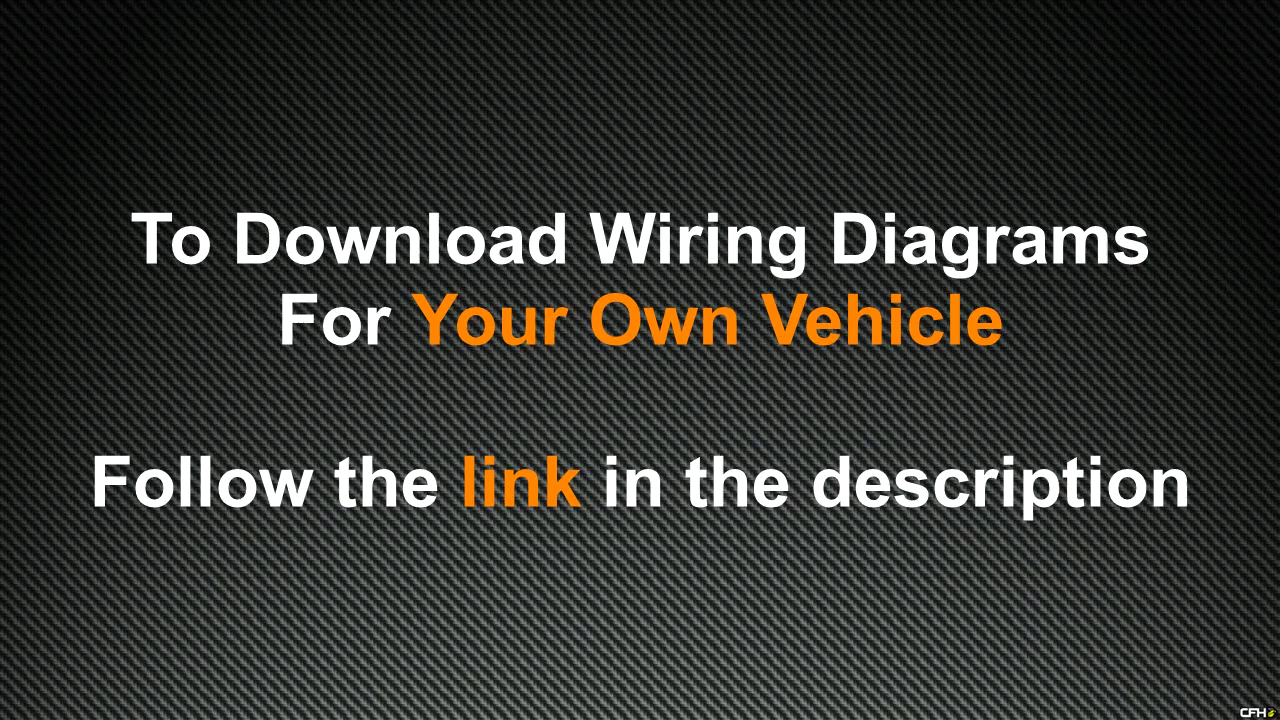 To Download Wiring Diagrams
For Your Own Vehicle
Follow the link in the description
CFH